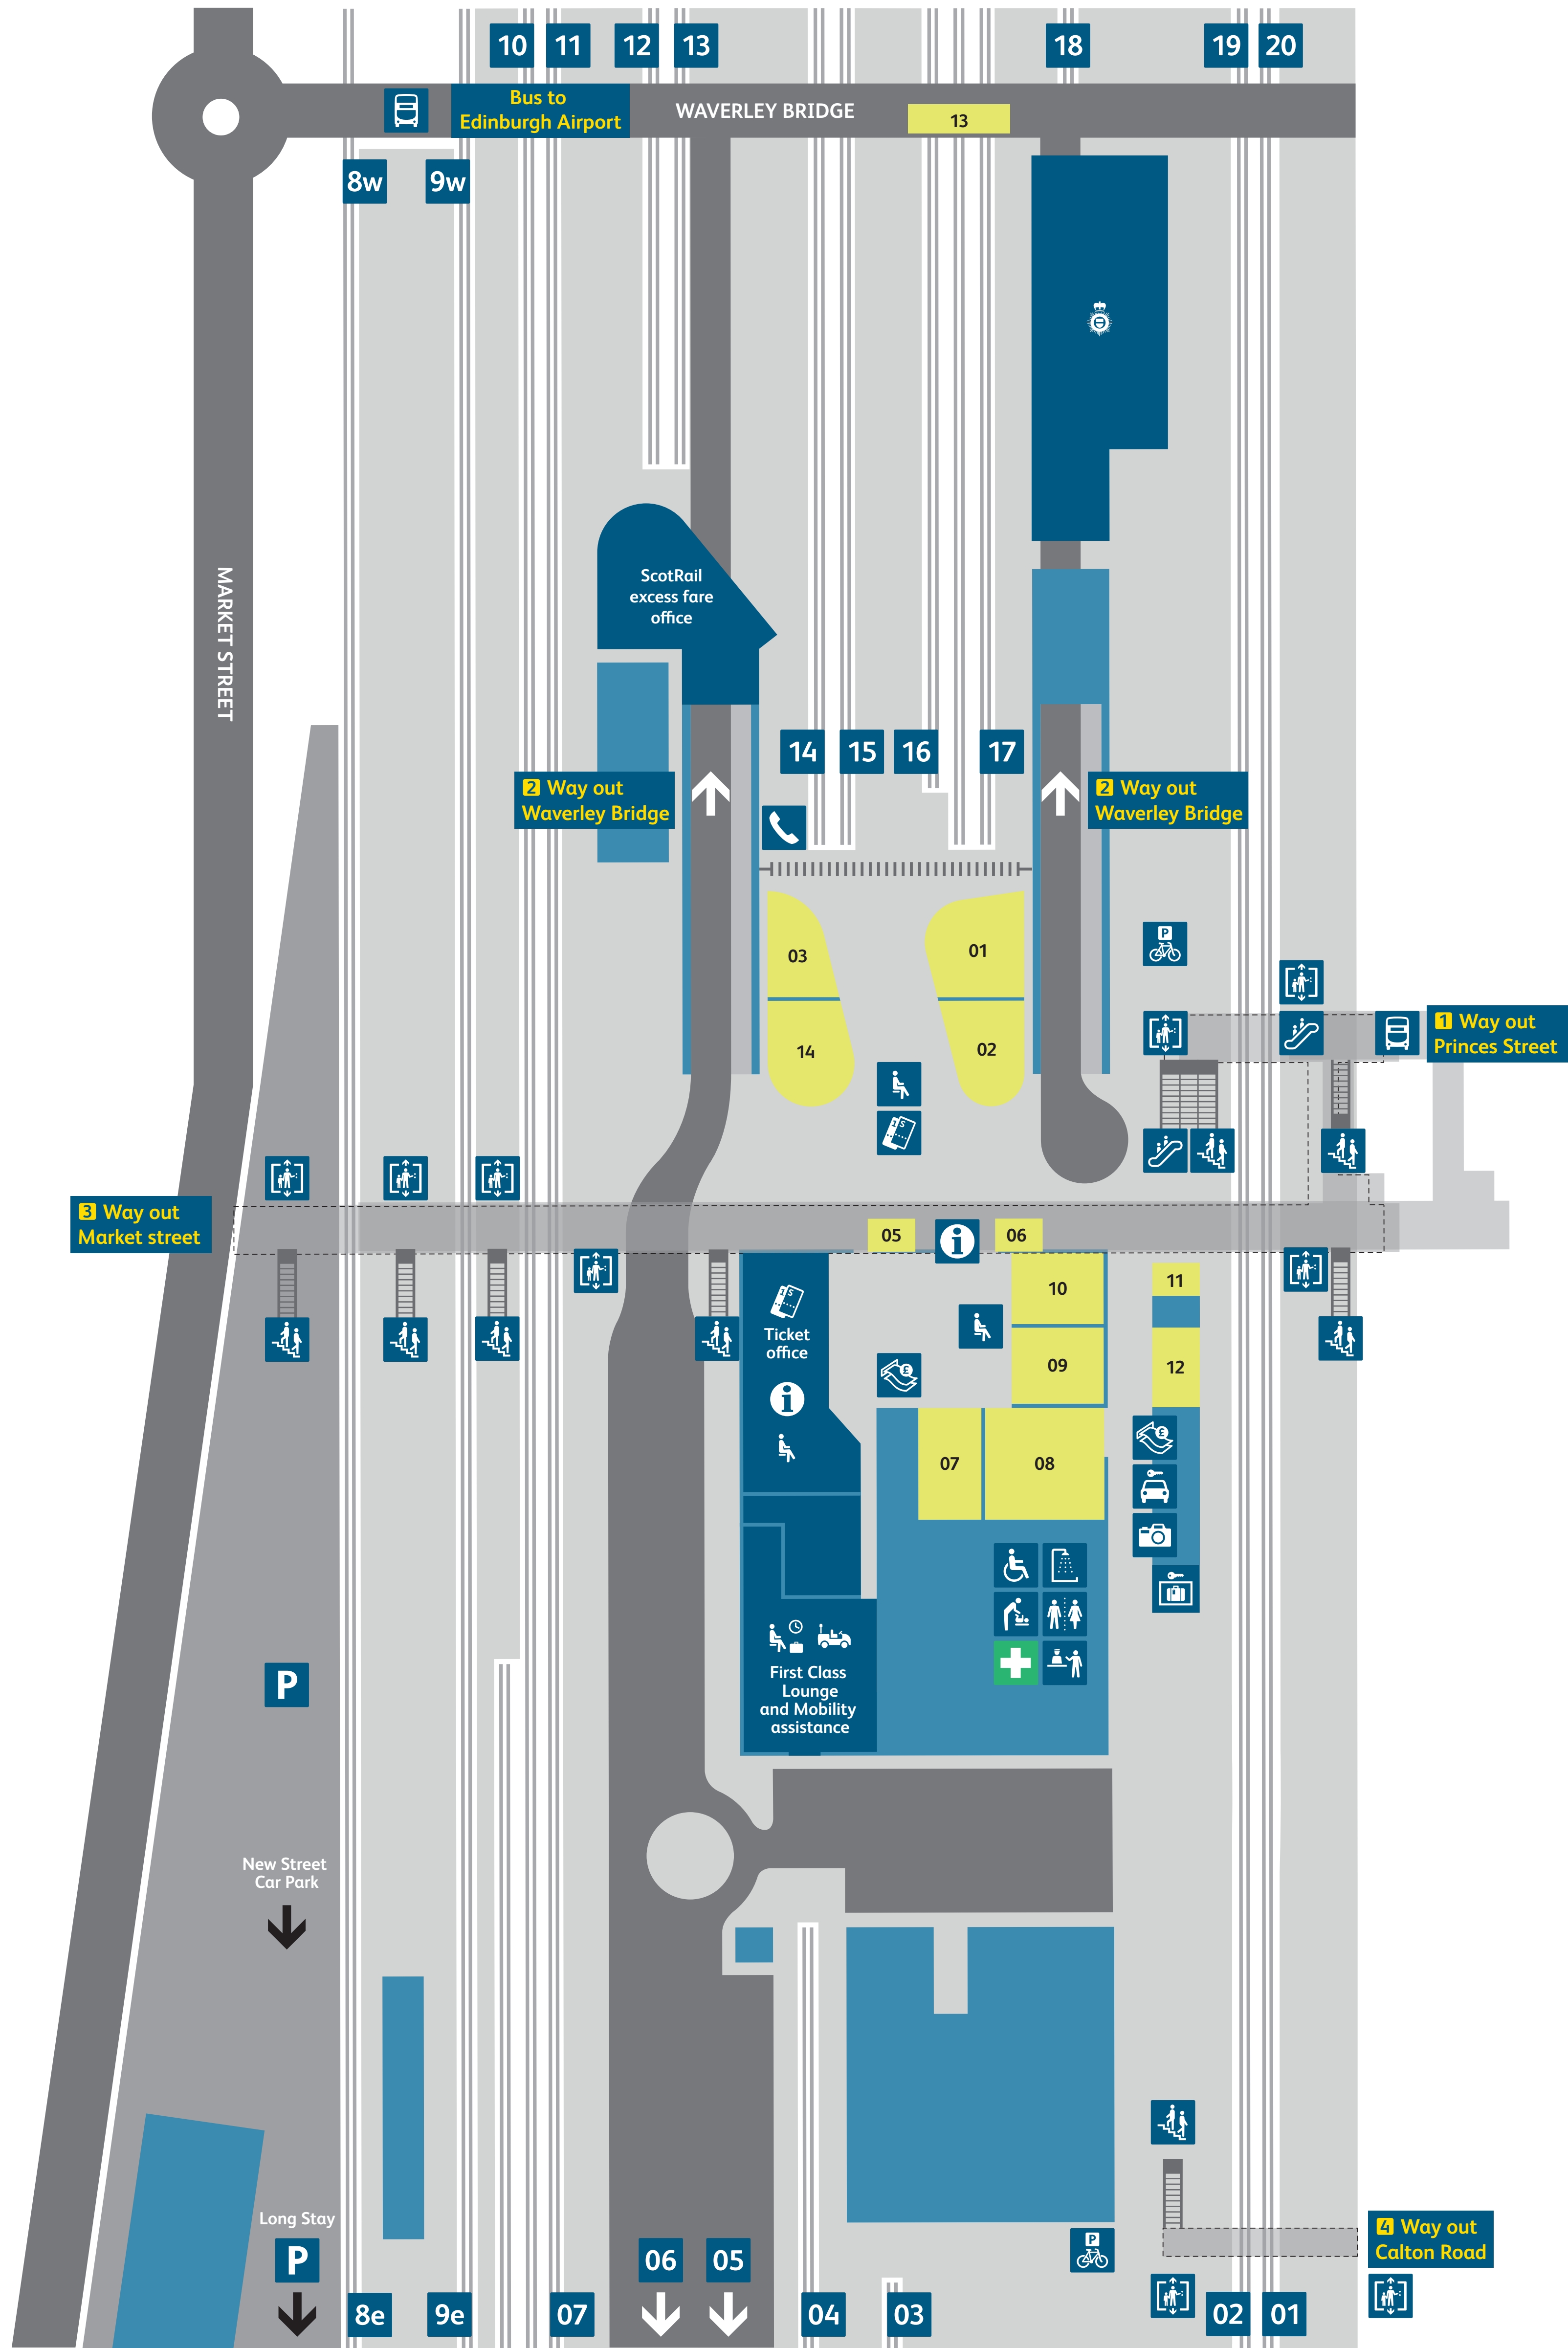 10
11
12
13
18
19
20
Bus to
Edinburgh Airport
WAVERLEY BRIDGE
13
8w
9w
ScotRail
excess fare
office
MARKET STREET
14
15
16
17
2 Way out
Waverley Bridge
2 Way out
Waverley Bridge
P
03
01
14
02
1 Way out
Princes Street
3 Way out
Market street
05
i
06
10
11
Ticket
office
09
12
£
i
£
07
08
P
First Class
Lounge
and Mobility
assistance
New Street
Car Park
Long Stay
P
06
05
P
4 Way out
Calton Road
8e
9e
07
04
03
02
01